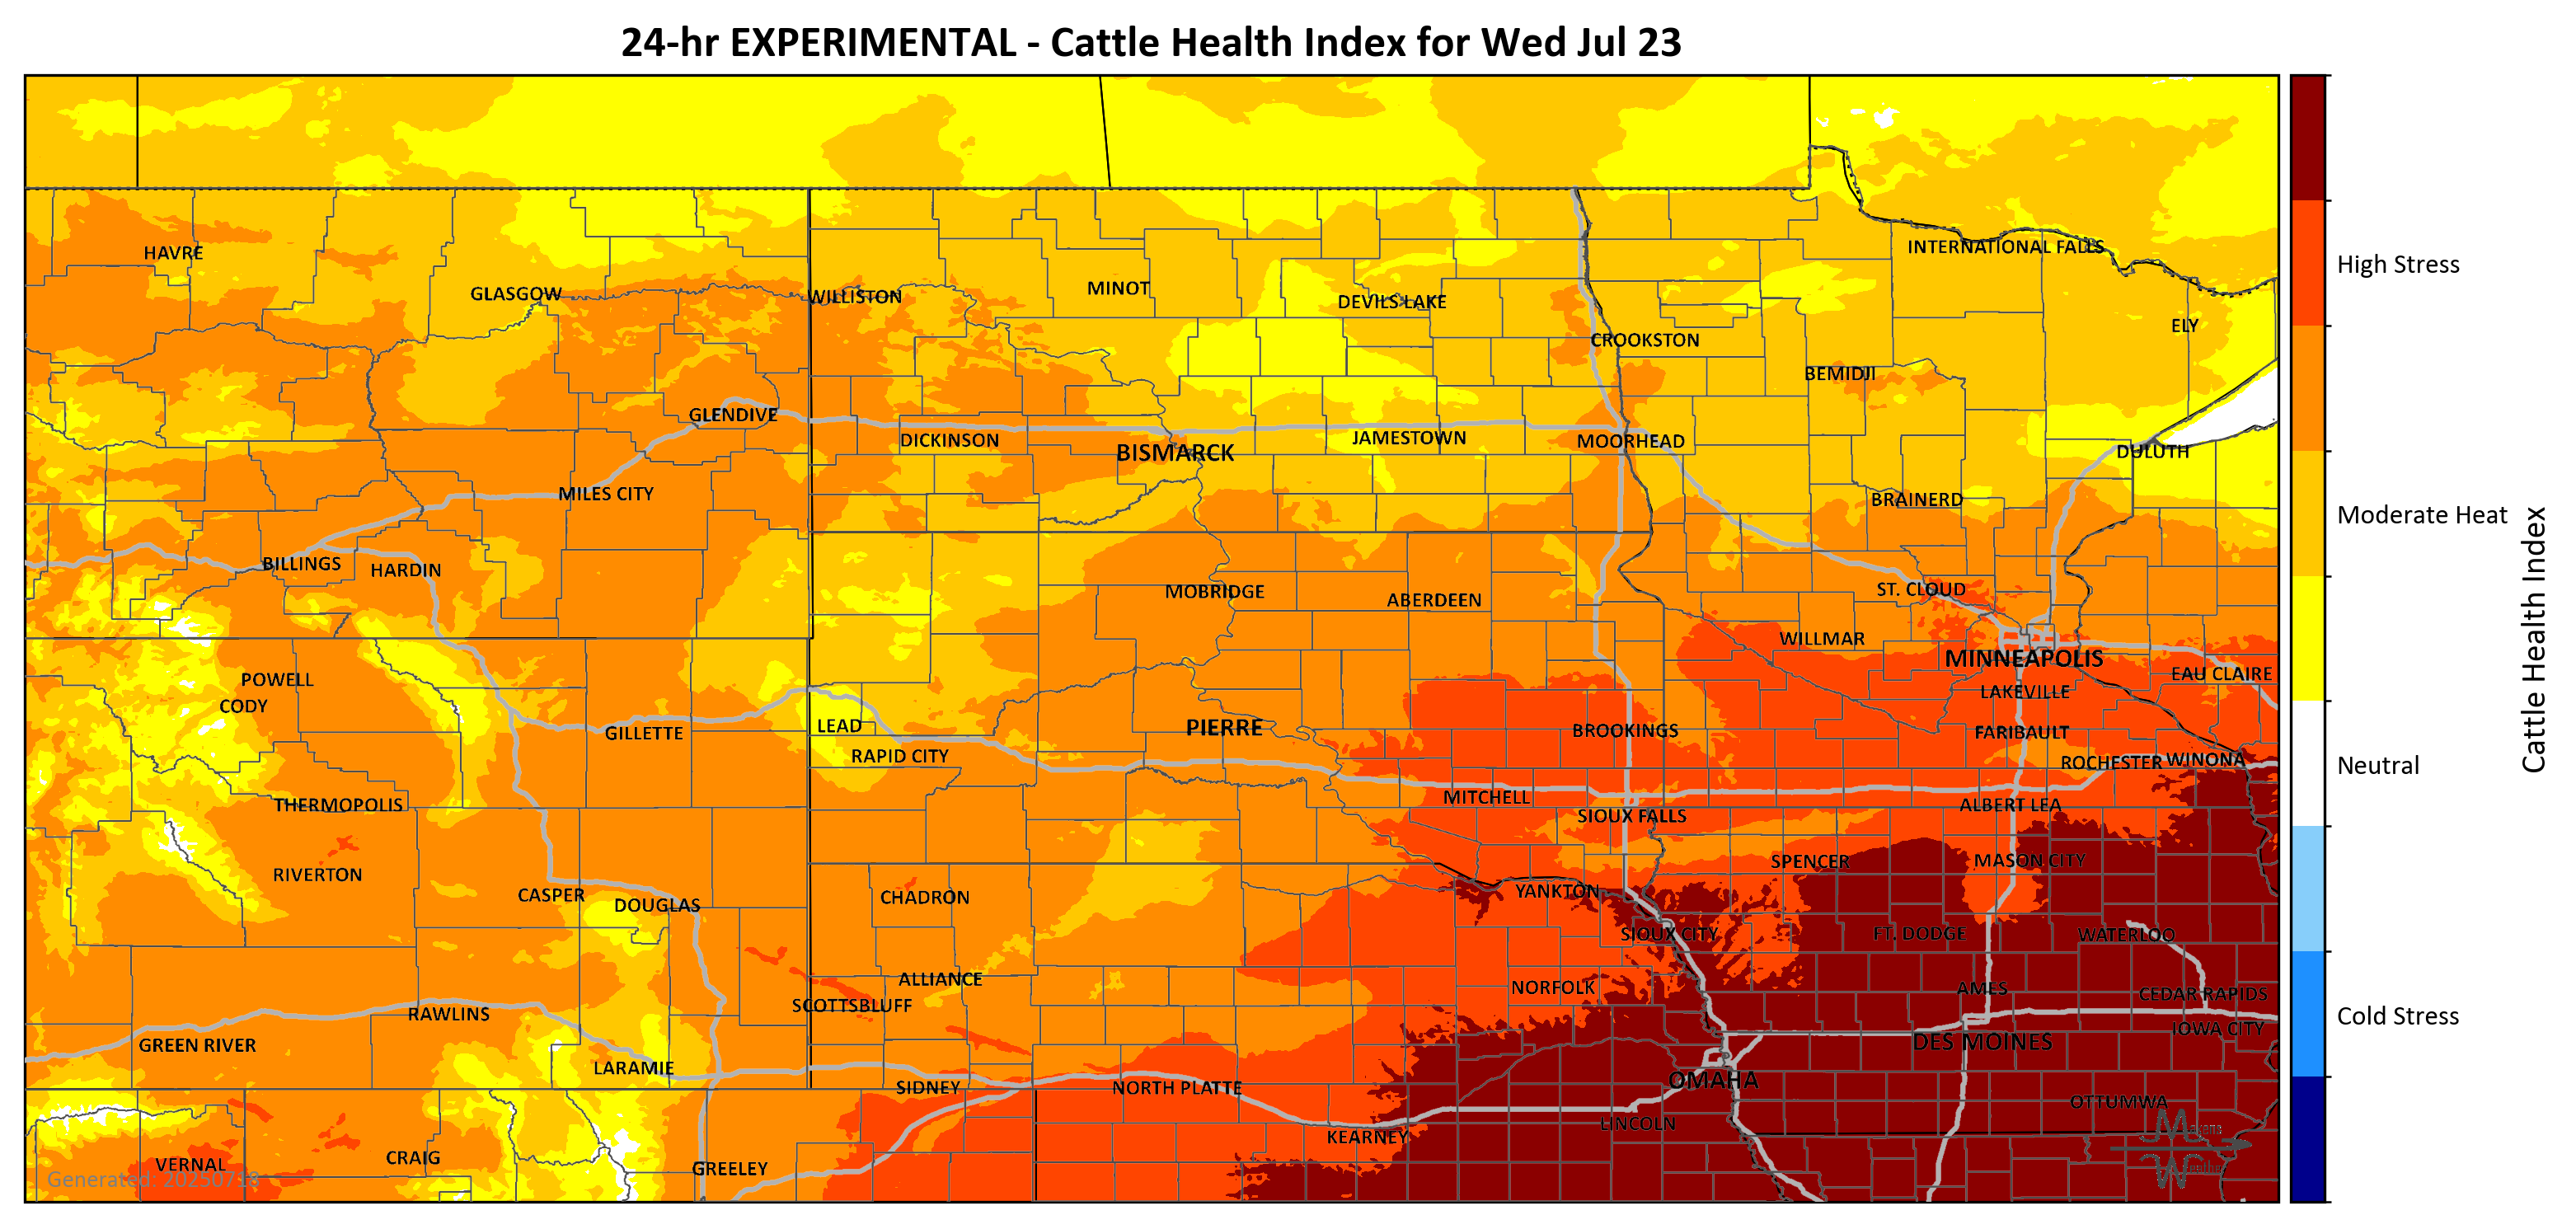 24-hr EXPERIMENTAL - Cattle Health Index for Wed Jul 23
HAVRE
INTERNATIONAL FALLS
GLASGOW
WILLISTON
MINOT
DEVILS LAKE
ELY
CROOKSTON
BEMIDJI
GLENDIVE
DICKINSON
BISMARCK
JAMESTOWN
MOORHEAD
DULUTH
MILES CITY
BRAINERD
BILLINGS
HARDIN
MOBRIDGE
ABERDEEN
ST. CLOUD
WILLMAR
MINNEAPOLIS
EAU CLAIRE
POWELL
CODY
LAKEVILLE
GILLETTE
LEAD
PIERRE
BROOKINGS
FARIBAULT
RAPID CITY
ROCHESTER
WINONA
THERMOPOLIS
MITCHELL
ALBERT LEA
SIOUX FALLS
RIVERTON
SPENCER
MASON CITY
CASPER
DOUGLAS
CHADRON
YANKTON
SIOUX CITY
FT. DODGE
WATERLOO
ALLIANCE
NORFOLK
AMES
CEDAR RAPIDS
SCOTTSBLUFF
RAWLINS
IOWA CITY
GREEN RIVER
DES MOINES
LARAMIE
SIDNEY
NORTH PLATTE
OMAHA
OTTUMWA
LINCOLN
KEARNEY
VERNAL
CRAIG
GREELEY
Generated: 20250718
High Stress
Moderate Heat
Neutral
Cold Stress
Cattle Health Index